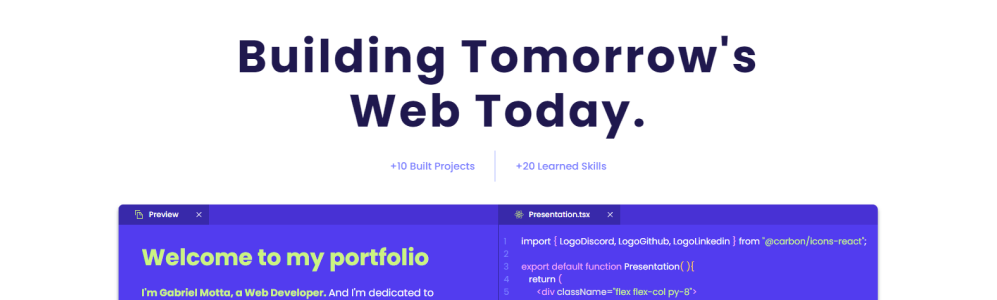 Building Tomorrow's
Web Today.
+10 Built Projects
+20 Learned Skills
Preview
Welcome to my portfolio
I'm Gabriel Motta, a Web Developer. And I'm dedicated to
Presentation.tsx
1 import { LogoDiscord, LogoGithub, LogoLinkedin } from "@carbon/icons-react";
2
3 export default function Presentation( ){
4 return (
5 <div className="flex flex-col py-8">